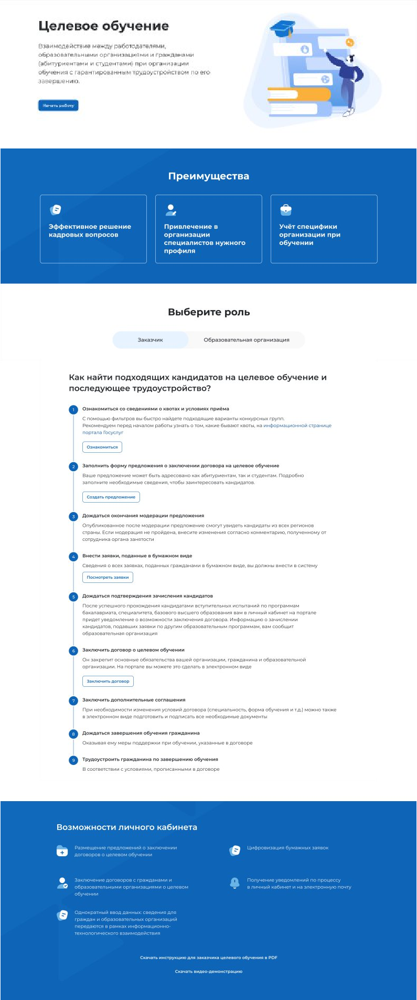 Целевое обучение
Взаимодействие между работодателями,
образовательными организациями и гражданами
(абитуриентами и студентами) при организации
обучения с гарантированным трудоустройством по его
завершению.
Начать работу
Преимущества
Эффективное решение
кадровых вопросов
Привлечение в
организации
специалистов нужного
профиля
Учёт специфики
организации при
обучении
Выберите роль
Заказчик
Образовательная организация
Как найти подходящих кандидатов на целевое обучение и
последующее трудоустройство?
1 Ознакомиться со сведениями о квотах и условиях приёма
С помощью фильтров вы быстро найдете подходящие варианты конкурсных групп.
Рекомендуем перед началом работы узнать о том, какие бывают квоты, на информационной странице
портала Госуслуг
Ознакомиться
2 Заполнить форму предложения о заключении договора на целевое обучение
Ваше предложение может быть адресовано как абитуриентам, так и студентам. Подробно
заполните необходимые сведения, чтобы заинтересовать кандидатов.
Создать предложение
3 Дождаться окончания модерации предложения
Опубликованное после модерации предложение смогут увидеть кандидаты из всех регионов
страны. Если модерация не пройдена, внесите изменения согласно комментарию, полученному от
сотрудника органа занятости
4 Внести заявки, поданные в бумажном виде
Сведения о всех заявках, поданных гражданами в бумажном виде, вы должны внести в систему
Посмотреть заявки
5 Дождаться подтверждения зачисления кандидатов
После успешного прохождения кандидатами вступительных испытаний по программам
бакалавриата, специалитета, базового высшего образования вам в личный кабинет на портале
придет уведомление о возможности заключения договора. Информацию о зачислении
кандидатов, подавших заявки по другим образовательным программам, вам сообщит
образовательная организация
6 Заключить договор о целевом обучении
Он закрепит основные обязательства вашей организации, гражданина и образовательной
организации. На портале вы можете это сделать в электронном виде
Заключить договор
7 Заключить дополнительные соглашения
При необходимости изменения условий договора (специальность, форма обучения и т.д.) можно также
в электронном виде подготовить и подписать все необходимые документы
8 Дождаться завершения обучения гражданина
Оказывая ему меры поддержки при обучении, указанные в договоре
9 Трудоустроить гражданина по завершению обучения
В соответствии с условиями, прописанными в договоре
Возможности личного кабинета
Размещение предложений о заключении
договоров о целевом обучении
Цифровизация бумажных заявок
Заключение договоров с гражданами и
образовательными организациями о целевом
обучении
Получение уведомлений по процессу
в личный кабинет и на электронную почту
Однократный ввод данных: сведения для
граждан и образовательных организаций
передаются в рамках информационно-
технологического взаимодействия
Скачать инструкцию для заказчика целевого обучения в PDF
Скачать видео-демонстрацию